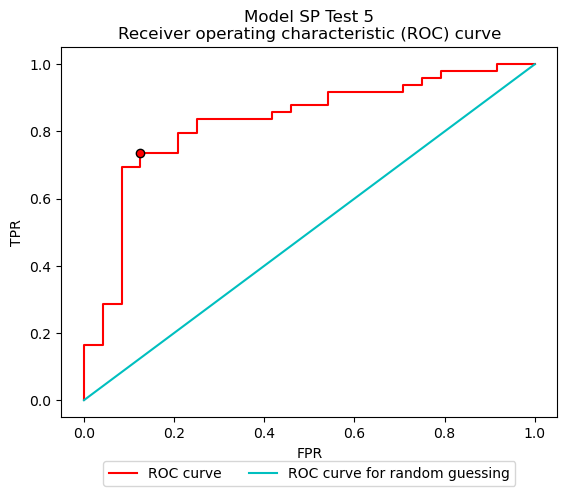 Model SP Test 5
Receiver operating characteristic (ROC) curve
1.0
0.8
0.6
0.4
0.2
0.0
TPR
0.0 0.2 0.4 0.6 0.8 1.0
FPR
ROC curve ROC curve for random guessing